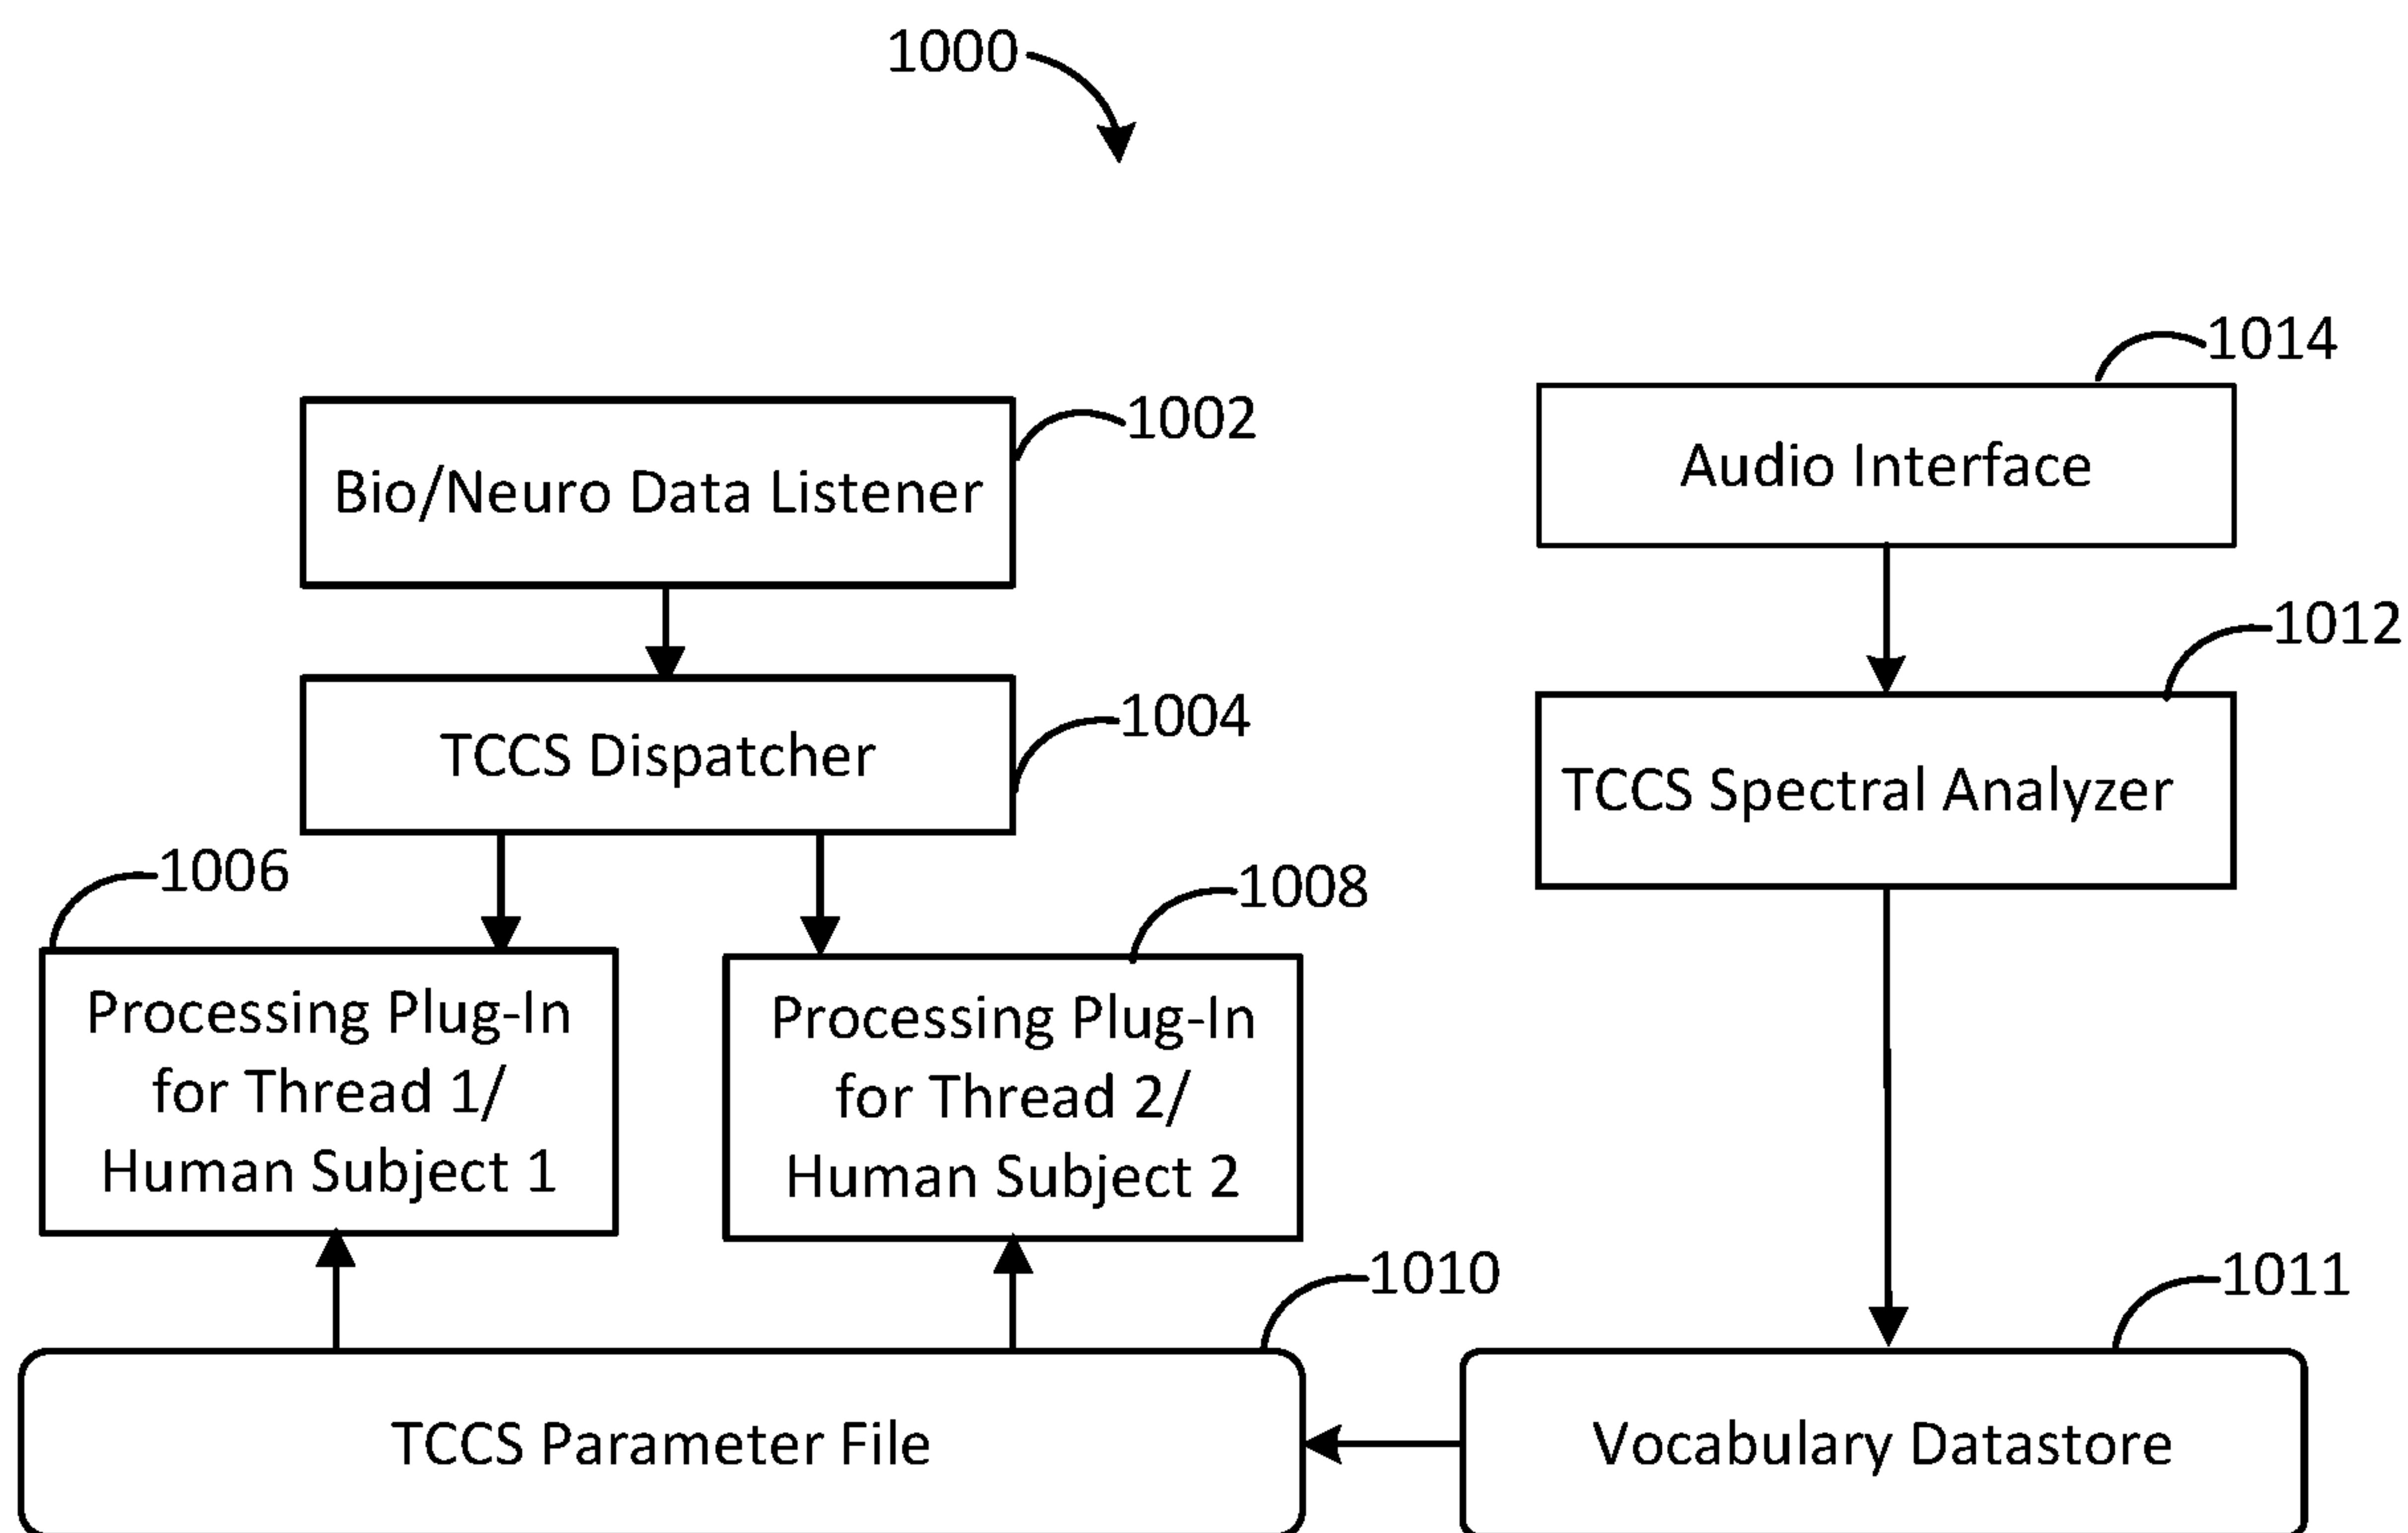 1000
1014
Audio Interface
1002
Bio/Neuro Data Listener
1012
TCCS Spectral Analyzer
1004
TCCS Dispatcher
1006
Processing Plug-In
for Thread 1/
Human Subject 1
1008
Processing Plug-In
for Thread 2/
Human Subject 2
1010
TCCS Parameter File
1011
Vocabulary Datastore